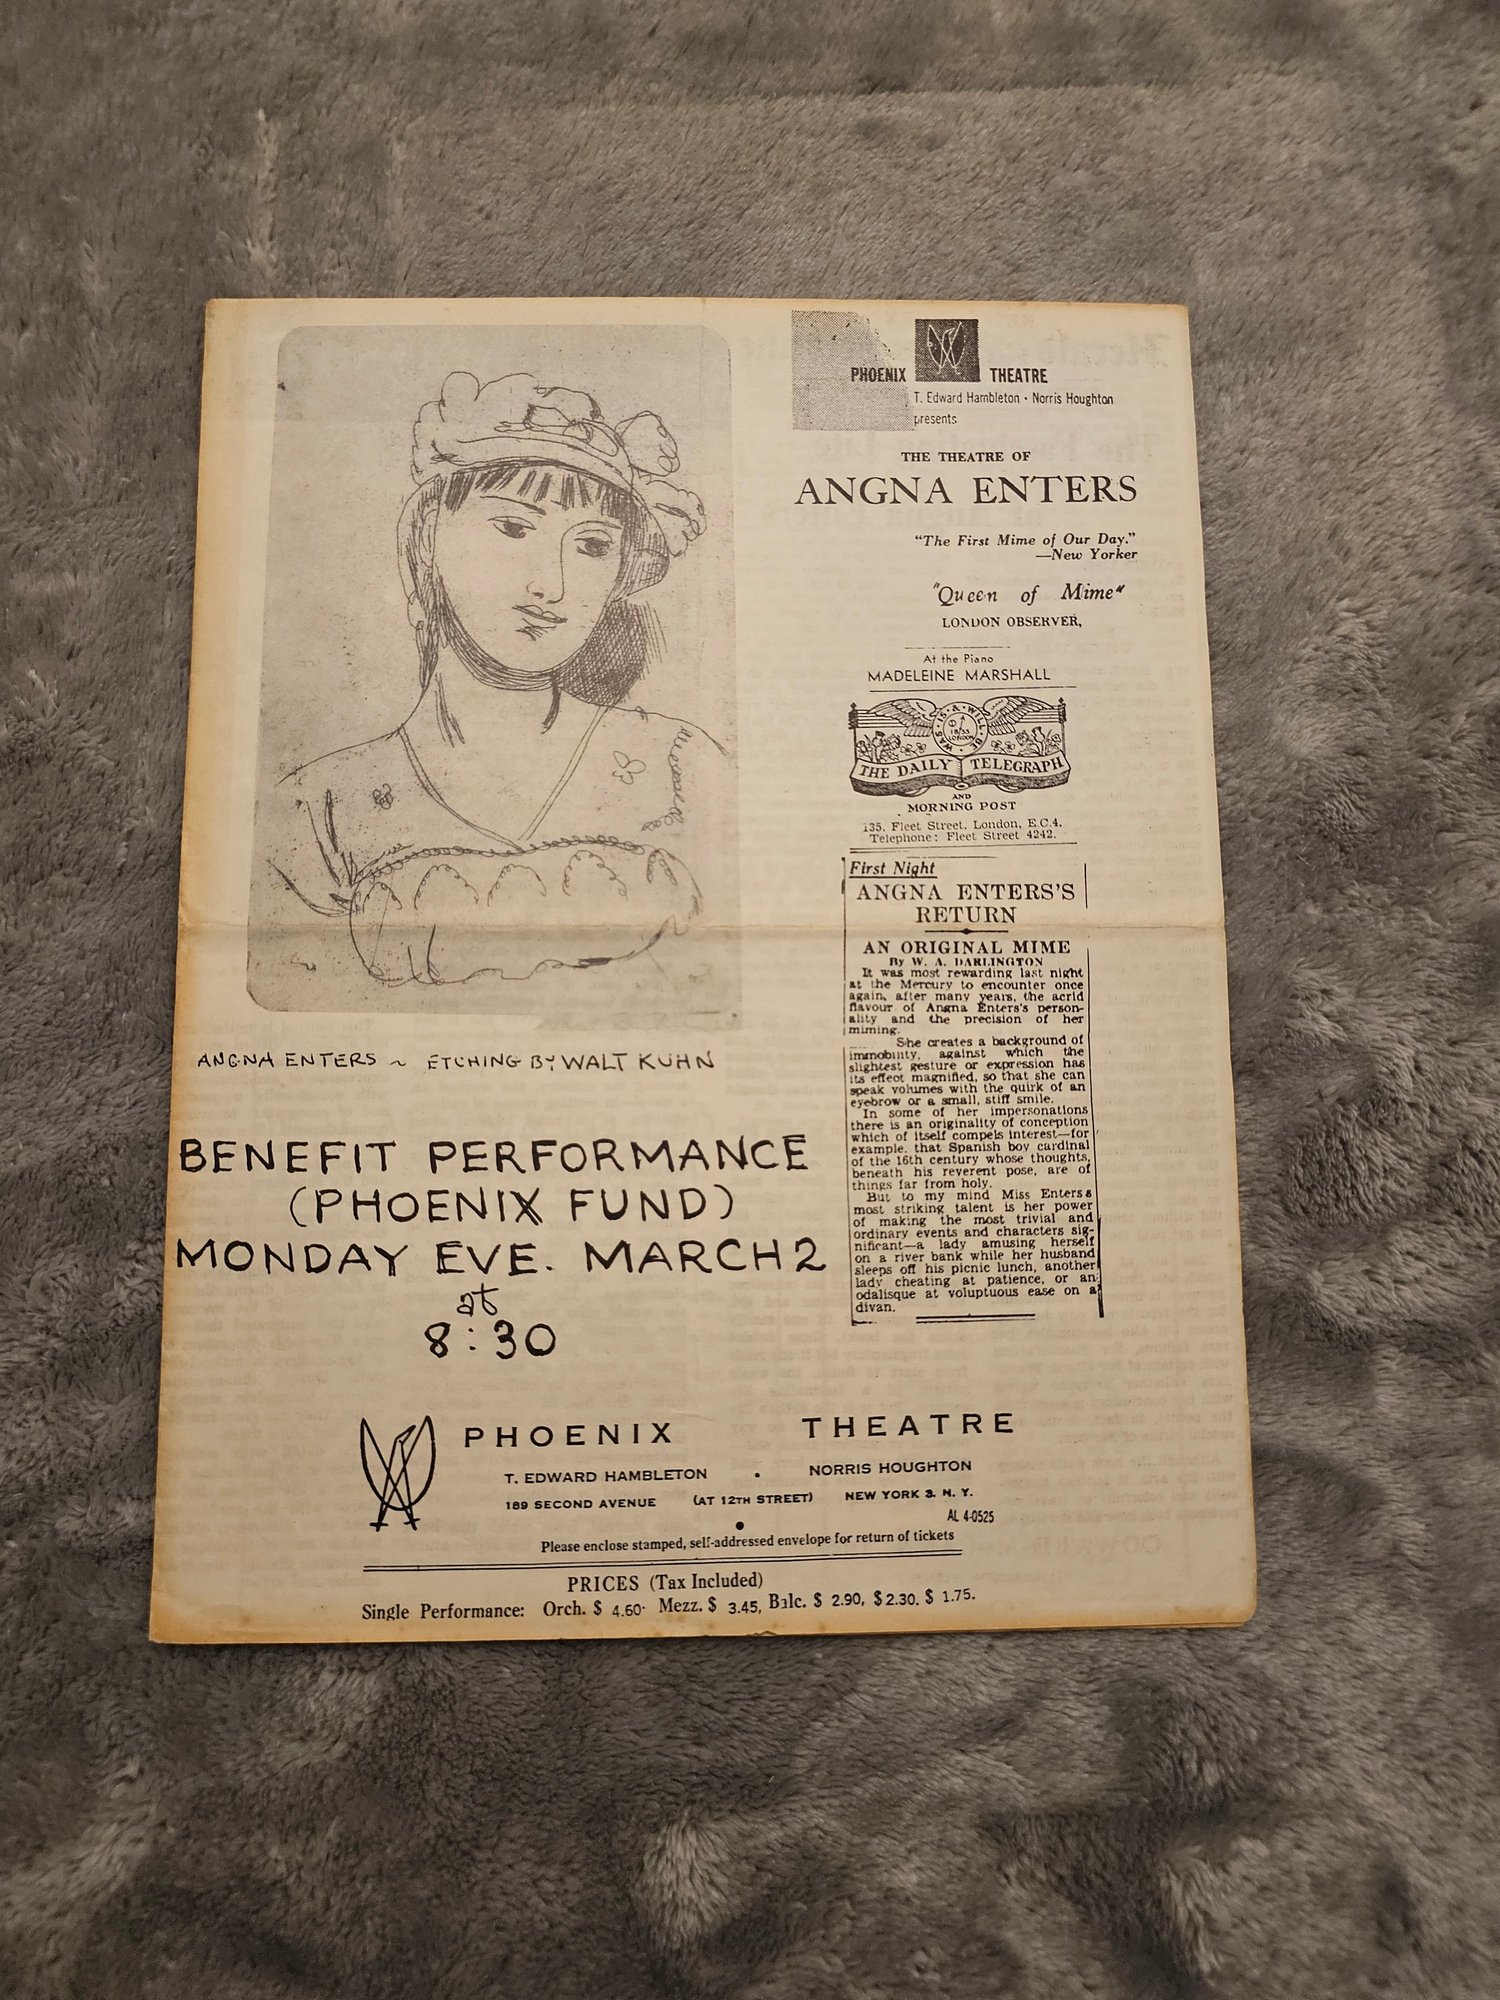 PHOENIX THEATRE
T. Edward Hambleton · Norris Houghton
presents
THE THEATRE OF
ANGNA ENTERS
"The First Mime of Our Day."
—New Yorker
"Queen of Mime"
LONDON OBSERVER,
At the Piano
MADELEINE MARSHALL
WAS · IS · A · WILL · BE
LONDON
THE DAILY TELEGRAPH
AND
MORNING POST
135, Fleet Street, London, E.C.4.
Telephone: Fleet Street 4242.
First Night
ANGNA ENTERS'S
RETURN
AN ORIGINAL MIME
By W. A. DARLINGTON
It was most rewarding last night
at the Mercury to encounter once
again, after many years, the acrid
flavour of Angna Enters's person-
ality and the precision of her
miming.
She creates a background of
immobility, against which the
slightest gesture or expression has
its effect magnified, so that she can
speak volumes with the quirk of an
eyebrow or a small, stiff smile.
In some of her impersonations
there is an originality of conception
which of itself compels interest—for
example, that Spanish boy cardinal
of the 16th century whose thoughts,
beneath his reverent pose, are of
things far from holy.
But to my mind Miss Enters's
most striking talent is her power
of making the most trivial and
ordinary events and characters sig-
nificant—a lady amusing herself
on a river bank while her husband
sleeps off his picnic lunch, another
lady cheating at patience, or an
odalisque at voluptuous ease on a
divan.
ANGNA ENTERS ~ ETCHING BY WALT KUHN
BENEFIT PERFORMANCE
(PHOENIX FUND)
MONDAY EVE. MARCH 2
at
8:30
PHOENIX THEATRE
T. EDWARD HAMBLETON · NORRIS HOUGHTON
189 SECOND AVENUE (AT 12TH STREET) NEW YORK 3, N. Y.
AL 4-0525
Please enclose stamped, self-addressed envelope for return of tickets
PRICES (Tax Included)
Single Performance: Orch. $ 4.60. Mezz. $ 3.45, Balc. $ 2.90, $2.30. $ 1.75.